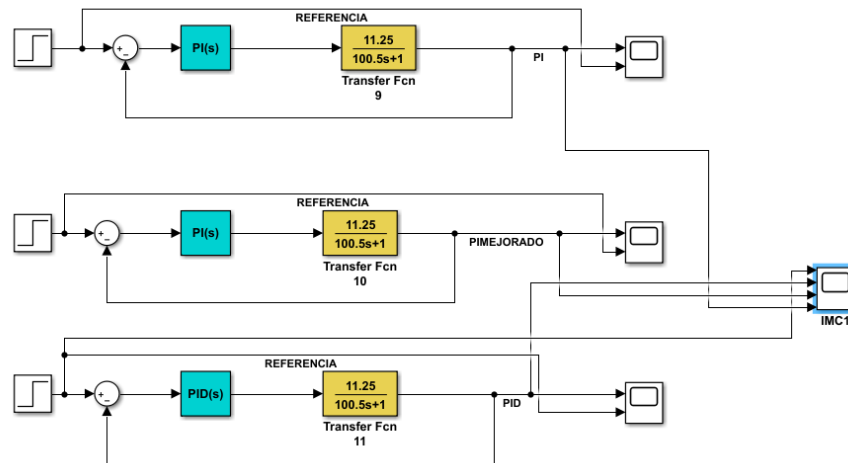 REFERENCIA
+
−
PI(s)
11.25
100.5s+1
Transfer Fcn
9
PI
REFERENCIA
+
−
PI(s)
11.25
100.5s+1
Transfer Fcn
10
PIMEJORADO
IMC1
REFERENCIA
+
−
PID(s)
11.25
100.5s+1
Transfer Fcn
11
PID